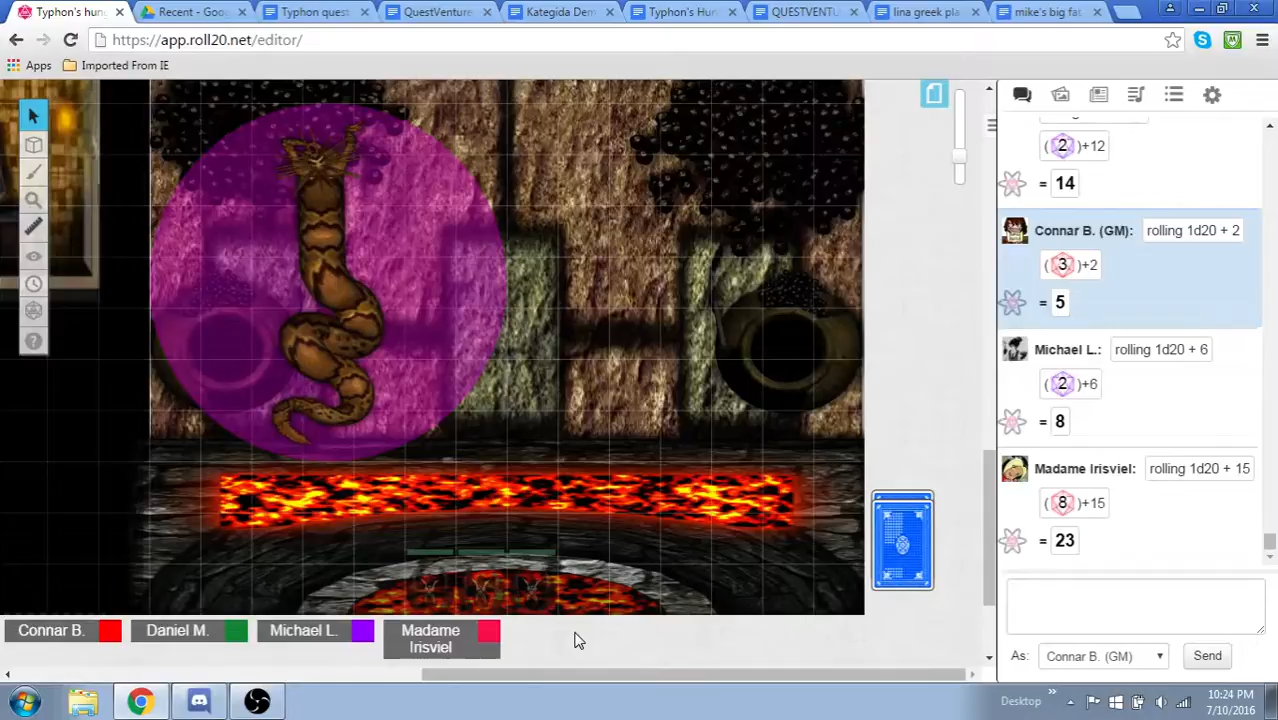 Typhon's hung
Recent - Goo
Typhon quest
QuestVenture
Kategida Dem
Typhon's Hu
QUESTVENTU
lina greek pla
mike's big fat
https://app.roll20.net/editor/
Apps
Imported From IE
(2)+12
= 14
Connar B. (GM): rolling 1d20 + 2
(3)+2
= 5
Michael L.: rolling 1d20 + 6
(2)+6
= 8
Madame Irisviel: rolling 1d20 + 15
(8)+15
= 23
Connar B.
Daniel M.
Michael L.
Madame
Irisviel
As: Connar B. (GM) Send
Desktop
10:24 PM
7/10/2016